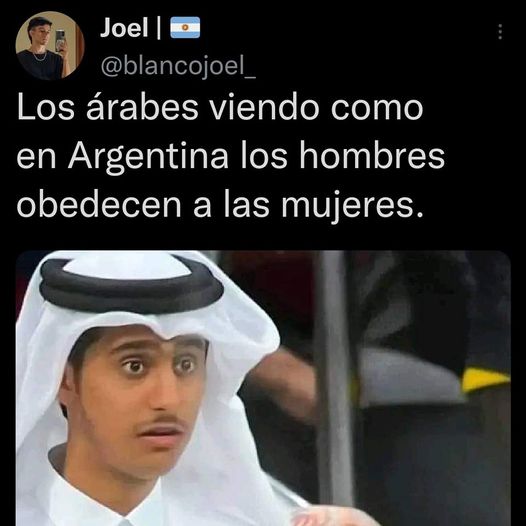 Joel |
@blancojoel_
Los árabes viendo como
en Argentina los hombres
obedecen a las mujeres.